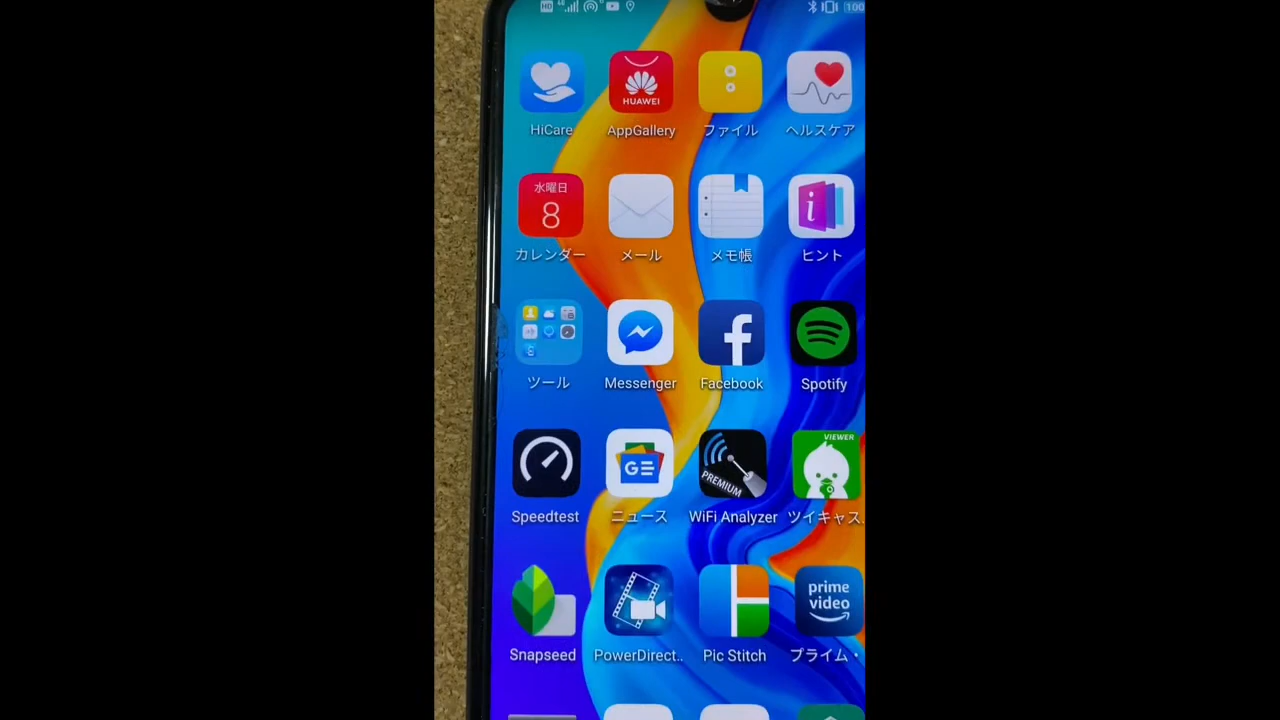 HD
100
HUAWEI
HiCare
AppGallery
ファイル
ヘルスケア
水曜日
8
i
カレンダー
メール
メモ帳
ヒント
f
ツール
Messenger
Facebook
Spotify
VIEWER
GE
PREMIUM
Speedtest
ニュース
WiFi Analyzer
ツイキャス..
prime
video
Snapseed
PowerDirect..
Pic Stitch
プライム・